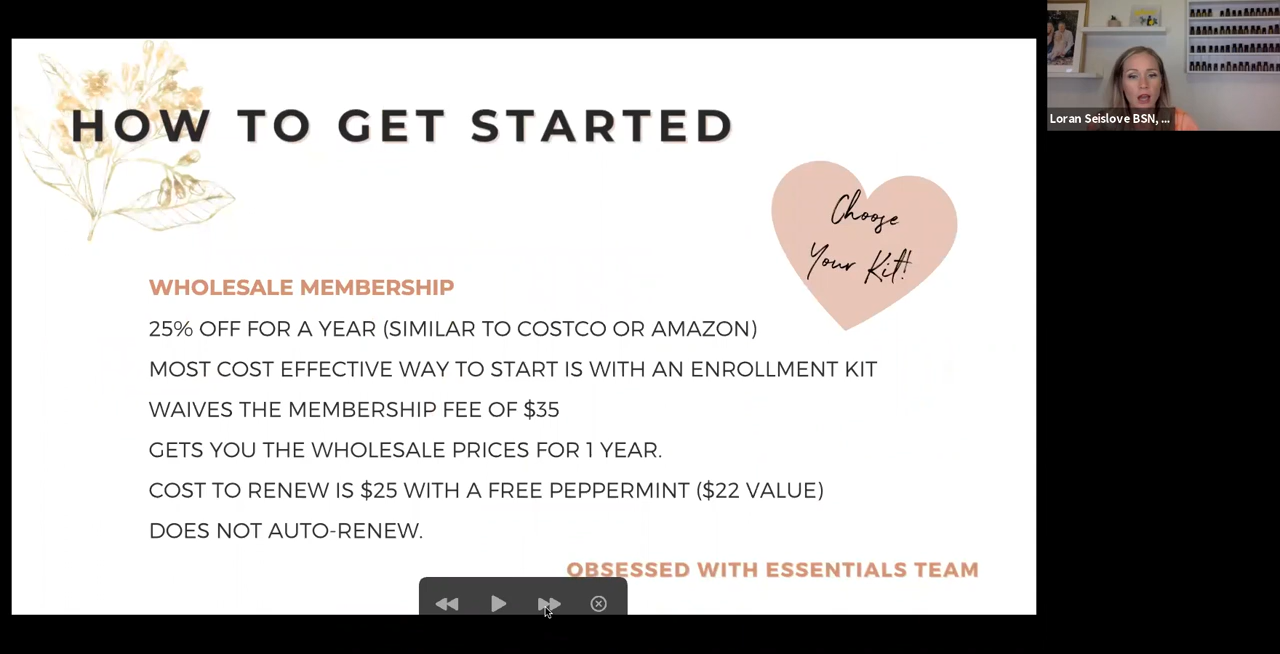 HOW TO GET STARTED
Choose
Your Kit!
WHOLESALE MEMBERSHIP
25% OFF FOR A YEAR (SIMILAR TO COSTCO OR AMAZON)
MOST COST EFFECTIVE WAY TO START IS WITH AN ENROLLMENT KIT
WAIVES THE MEMBERSHIP FEE OF $35
GETS YOU THE WHOLESALE PRICES FOR 1 YEAR.
COST TO RENEW IS $25 WITH A FREE PEPPERMINT ($22 VALUE)
DOES NOT AUTO-RENEW.
OBSESSED WITH ESSENTIALS TEAM
Loran Seislove BSN, ...